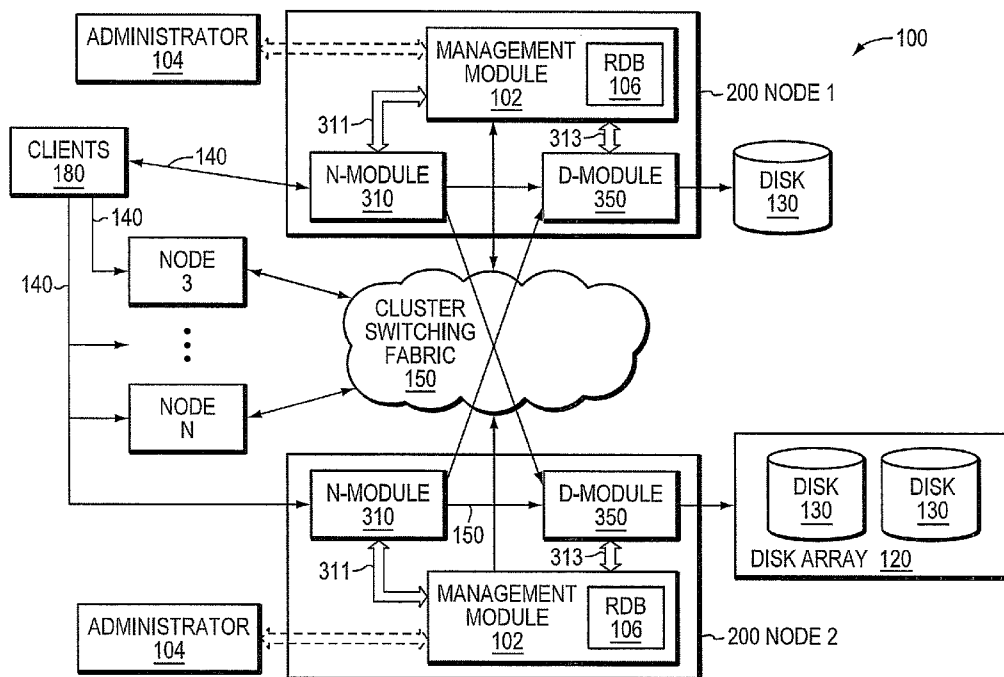 ADMINISTRATOR
104
MANAGEMENT
MODULE
102
RDB
106
100
200 NODE 1
311
313
CLIENTS
180
140
N-MODULE
310
D-MODULE
350
DISK
130
140
140
NODE
3
CLUSTER
SWITCHING
FABRIC
150
NODE
N
N-MODULE
310
150
D-MODULE
350
DISK
130
DISK
130
DISK ARRAY 120
311
313
MANAGEMENT
MODULE
102
RDB
106
ADMINISTRATOR
104
200 NODE 2